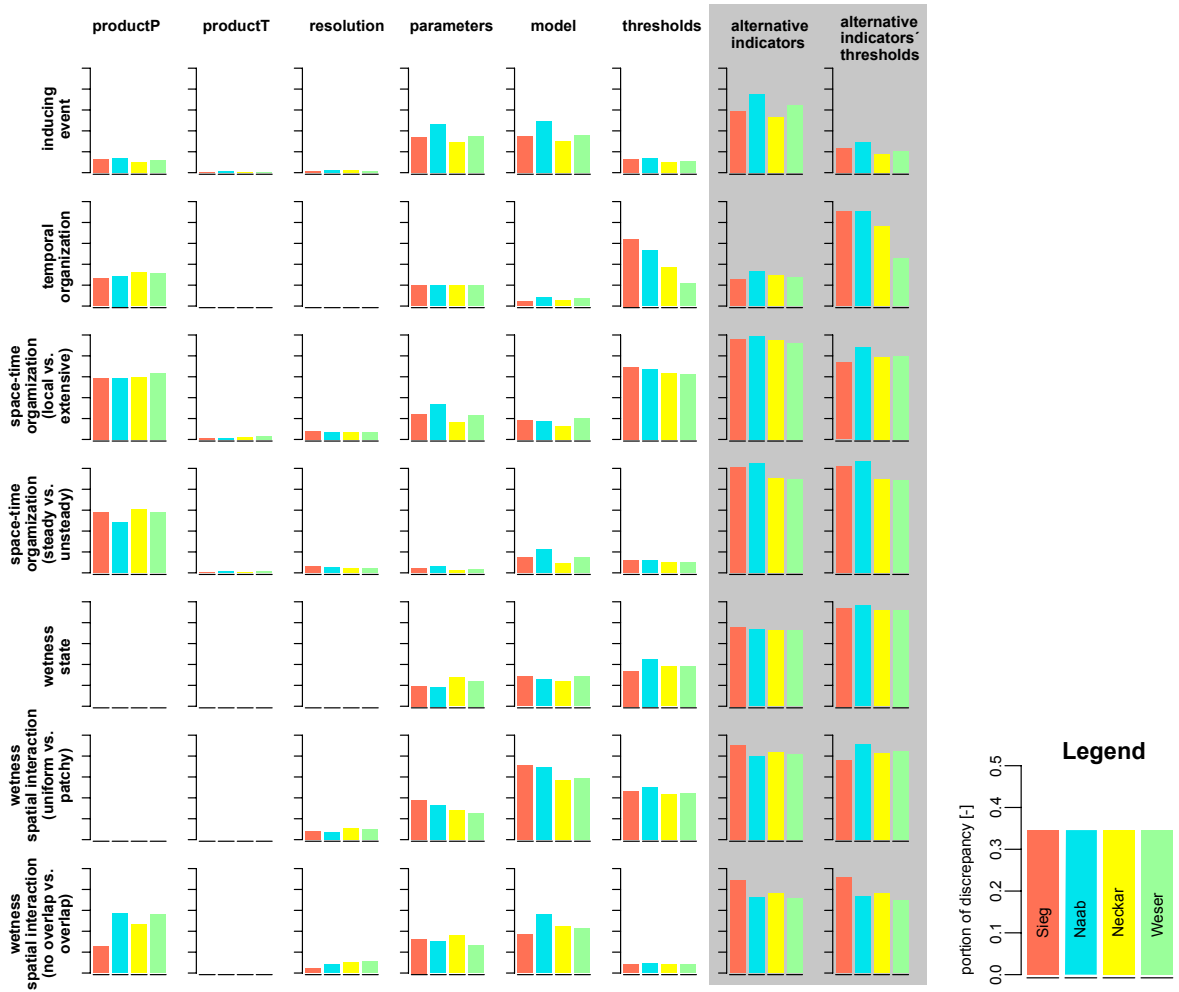 productP
productT
resolution
parameters
model
thresholds
alternative
indicators
alternative
indicators´
thresholds
inducing
event
temporal
organization
space-time
orgamization
(local vs.
extensive)
space-time
orgamization
(steady vs.
unsteady)
wetness
state
wetness
spatial interaction
(uniform vs.
patchy)
wetness
spatial interaction
(no overlap vs.
overlap)
Legend
portion of discrepancy [-]
0.0
0.1
0.2
0.3
0.4
0.5
Sieg
Naab
Neckar
Weser